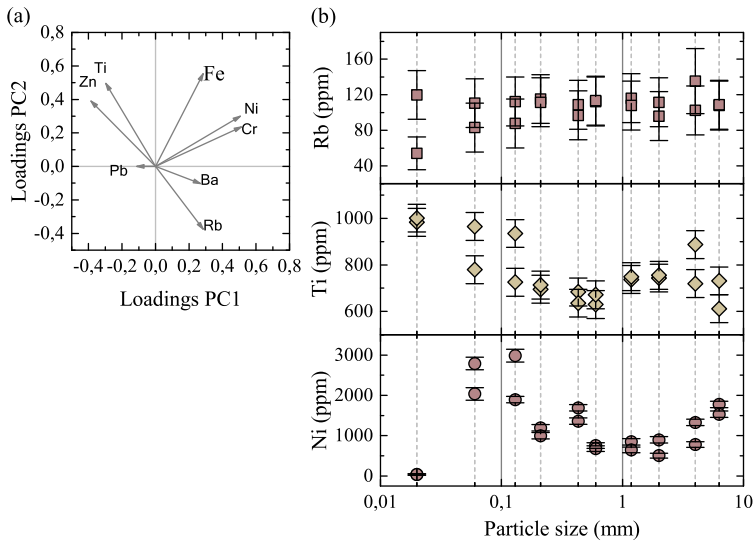 (a)
0,8
0,6
0,4
0,2
0,0
-0,2
-0,4
Loadings PC2
Ti
Zn
Fe
Ni
Cr
Pb
Ba
Rb
-0,4 -0,2 0,0 0,2 0,4 0,6 0,8
Loadings PC1
(b)
160
120
80
40
Rb (ppm)
1000
800
600
Ti (ppm)
3000
2000
1000
0
Ni (ppm)
0,01 0,1 1 10
Particle size (mm)